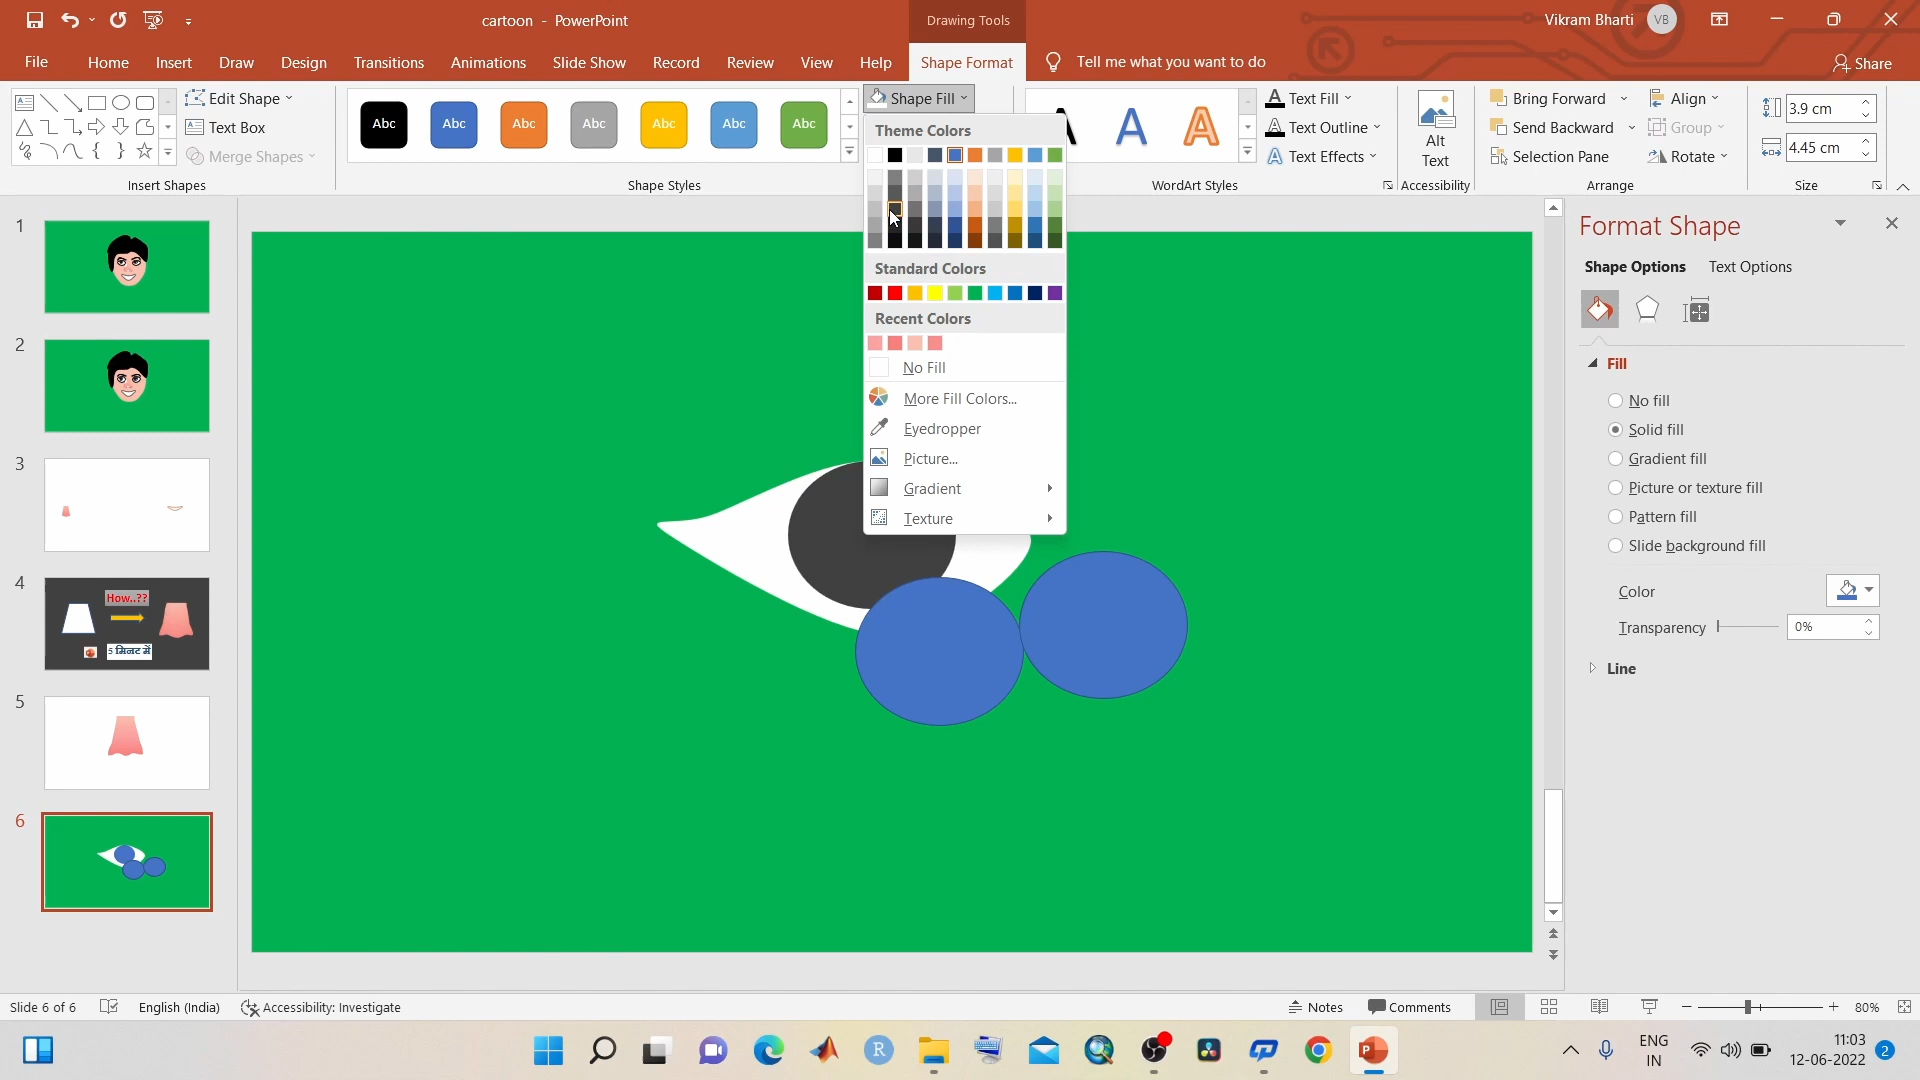 cartoon - PowerPoint
Drawing Tools
Vikram Bharti
VB
File
Home
Insert
Draw
Design
Transitions
Animations
Slide Show
Record
Review
View
Help
Shape Format
Tell me what you want to do
Share
Edit Shape
Text Box
Merge Shapes
Insert Shapes
Abc
Abc
Abc
Abc
Abc
Abc
Abc
Shape Styles
Shape Fill
Theme Colors
Standard Colors
Recent Colors
No Fill
More Fill Colors...
Eyedropper
Picture...
Gradient
Texture
A
A
Text Fill
Text Outline
Text Effects
WordArt Styles
Alt
Text
Accessibility
Bring Forward
Send Backward
Selection Pane
Align
Group
Rotate
Arrange
3.9 cm
4.45 cm
Size
1
2
3
4
How..??
5 मिनट में
5
6
Format Shape
Shape Options
Text Options
Fill
No fill
Solid fill
Gradient fill
Picture or texture fill
Pattern fill
Slide background fill
Color
Transparency
0%
Line
Slide 6 of 6
English (India)
Accessibility: Investigate
Notes
Comments
80%
R
ENG
IN
11:03
12-06-2022
2